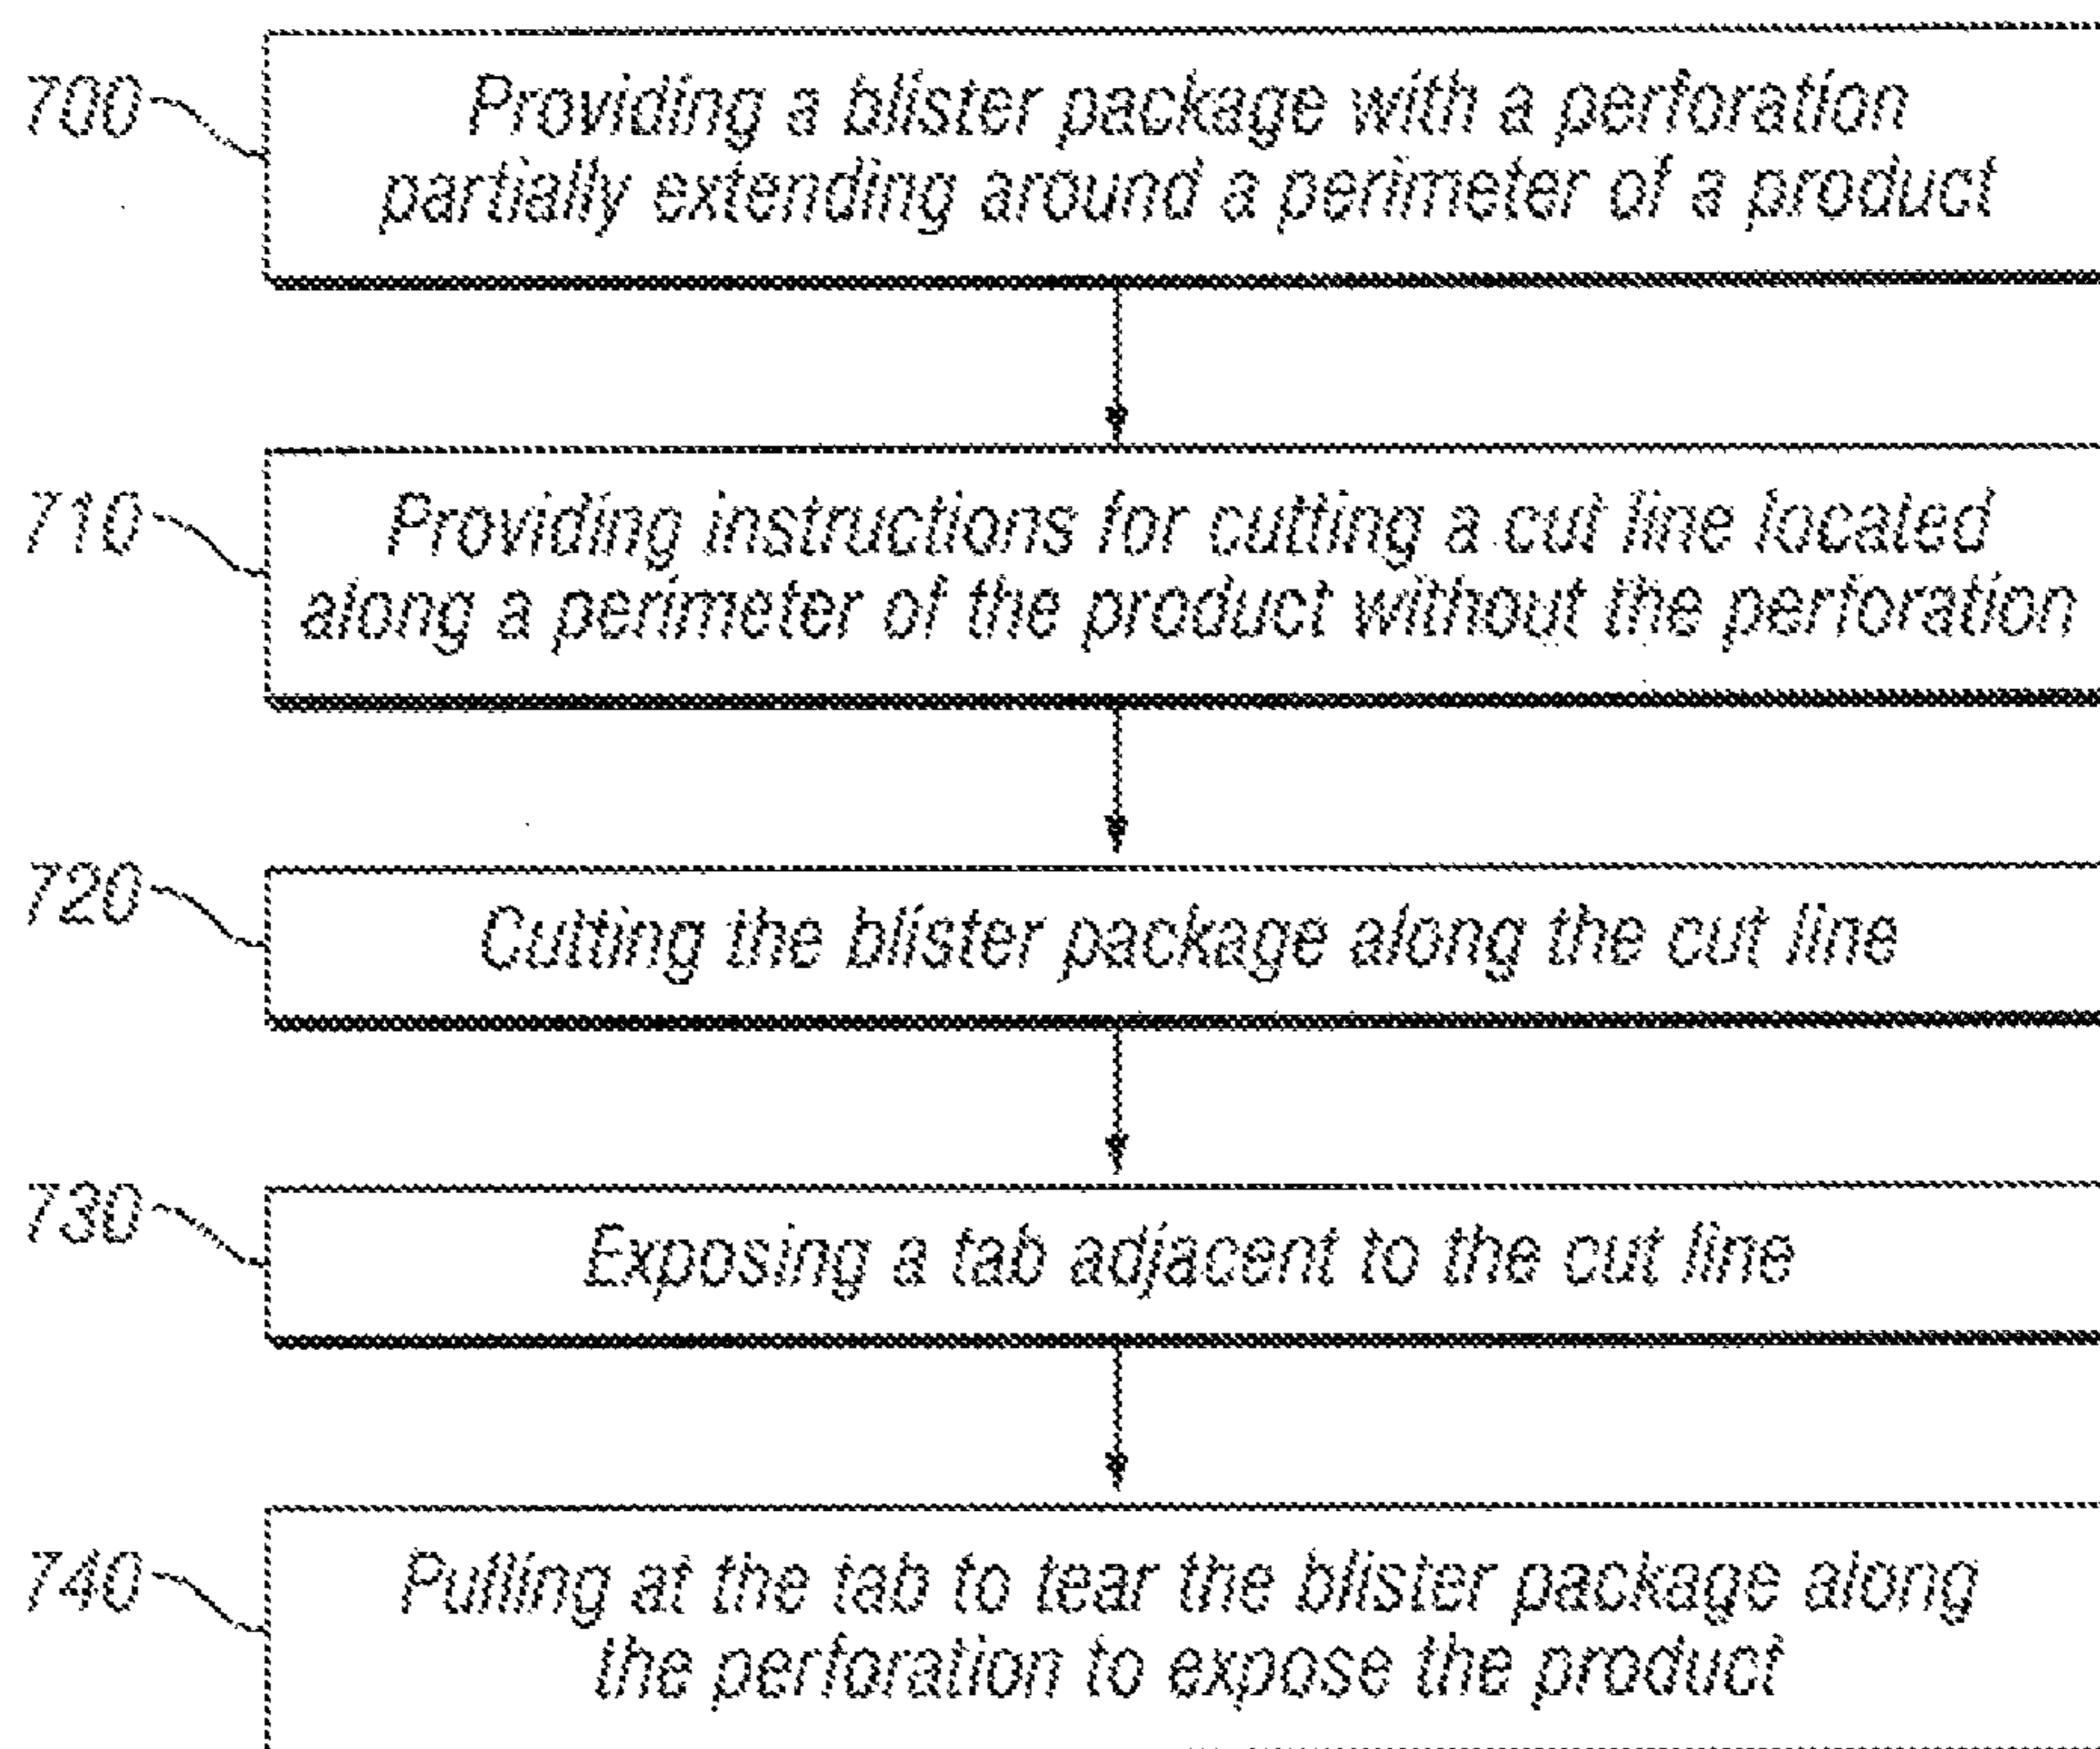 700
Providing a blister package with a perforation
partially extending around a perimeter of a product
710
Providing instructions for cutting a cut line located
along a perimeter of the product without the perforation
720
Cutting the blister package along the cut line
730
Exposing a tab adjacent to the cut line
740
Pulling at the tab to tear the blister package along
the perforation to expose the product